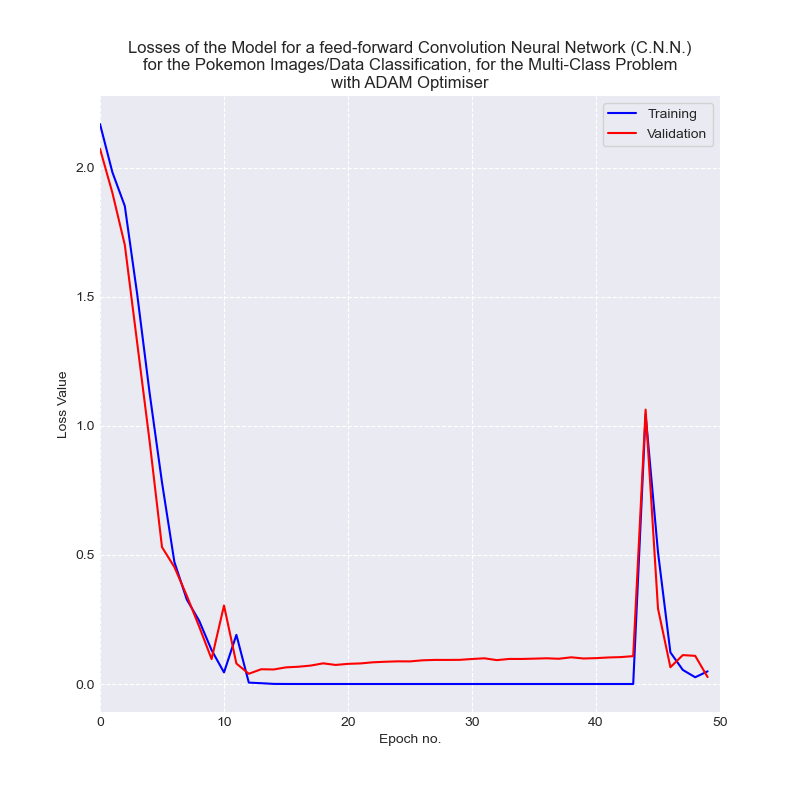 Losses of the Model for a feed-forward Convolution Neural Network (C.N.N.)
for the Pokemon Images/Data Classification, for the Multi-Class Problem
with ADAM Optimiser
Training
Validation
2.0
1.5
1.0
0.5
0.0
Loss Value
0 10 20 30 40 50
Epoch no.